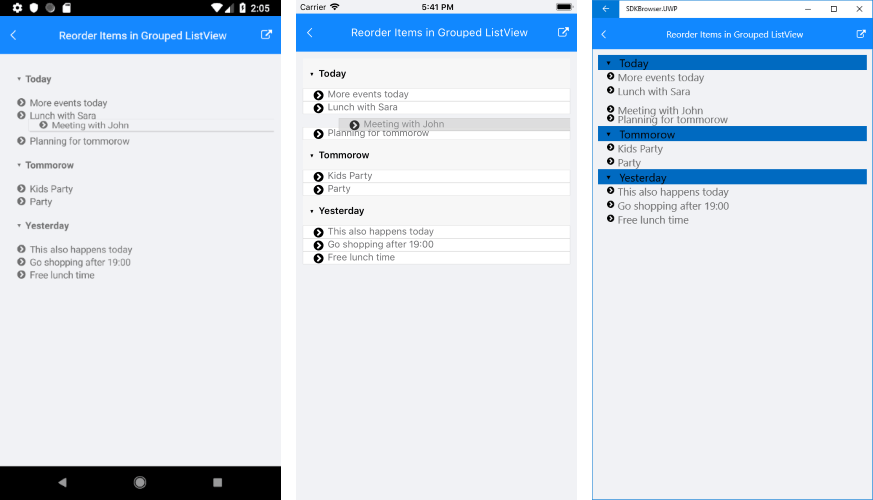 2:05
Reorder Items in Grouped ListView
Today
More events today
Lunch with Sara
Meeting with John
Planning for tommorow
Tommorow
Kids Party
Party
Yesterday
This also happens today
Go shopping after 19:00
Free lunch time
Carrier 5:41 PM
Reorder Items in Grouped ListView
Today
More events today
Lunch with Sara
Meeting with John
Planning for tommorow
Tommorow
Kids Party
Party
Yesterday
This also happens today
Go shopping after 19:00
Free lunch time
SDKBrowser.UWP
Reorder Items in Grouped ListView
Today
More events today
Lunch with Sara
Meeting with John
Planning for tommorow
Tommorow
Kids Party
Party
Yesterday
This also happens today
Go shopping after 19:00
Free lunch time